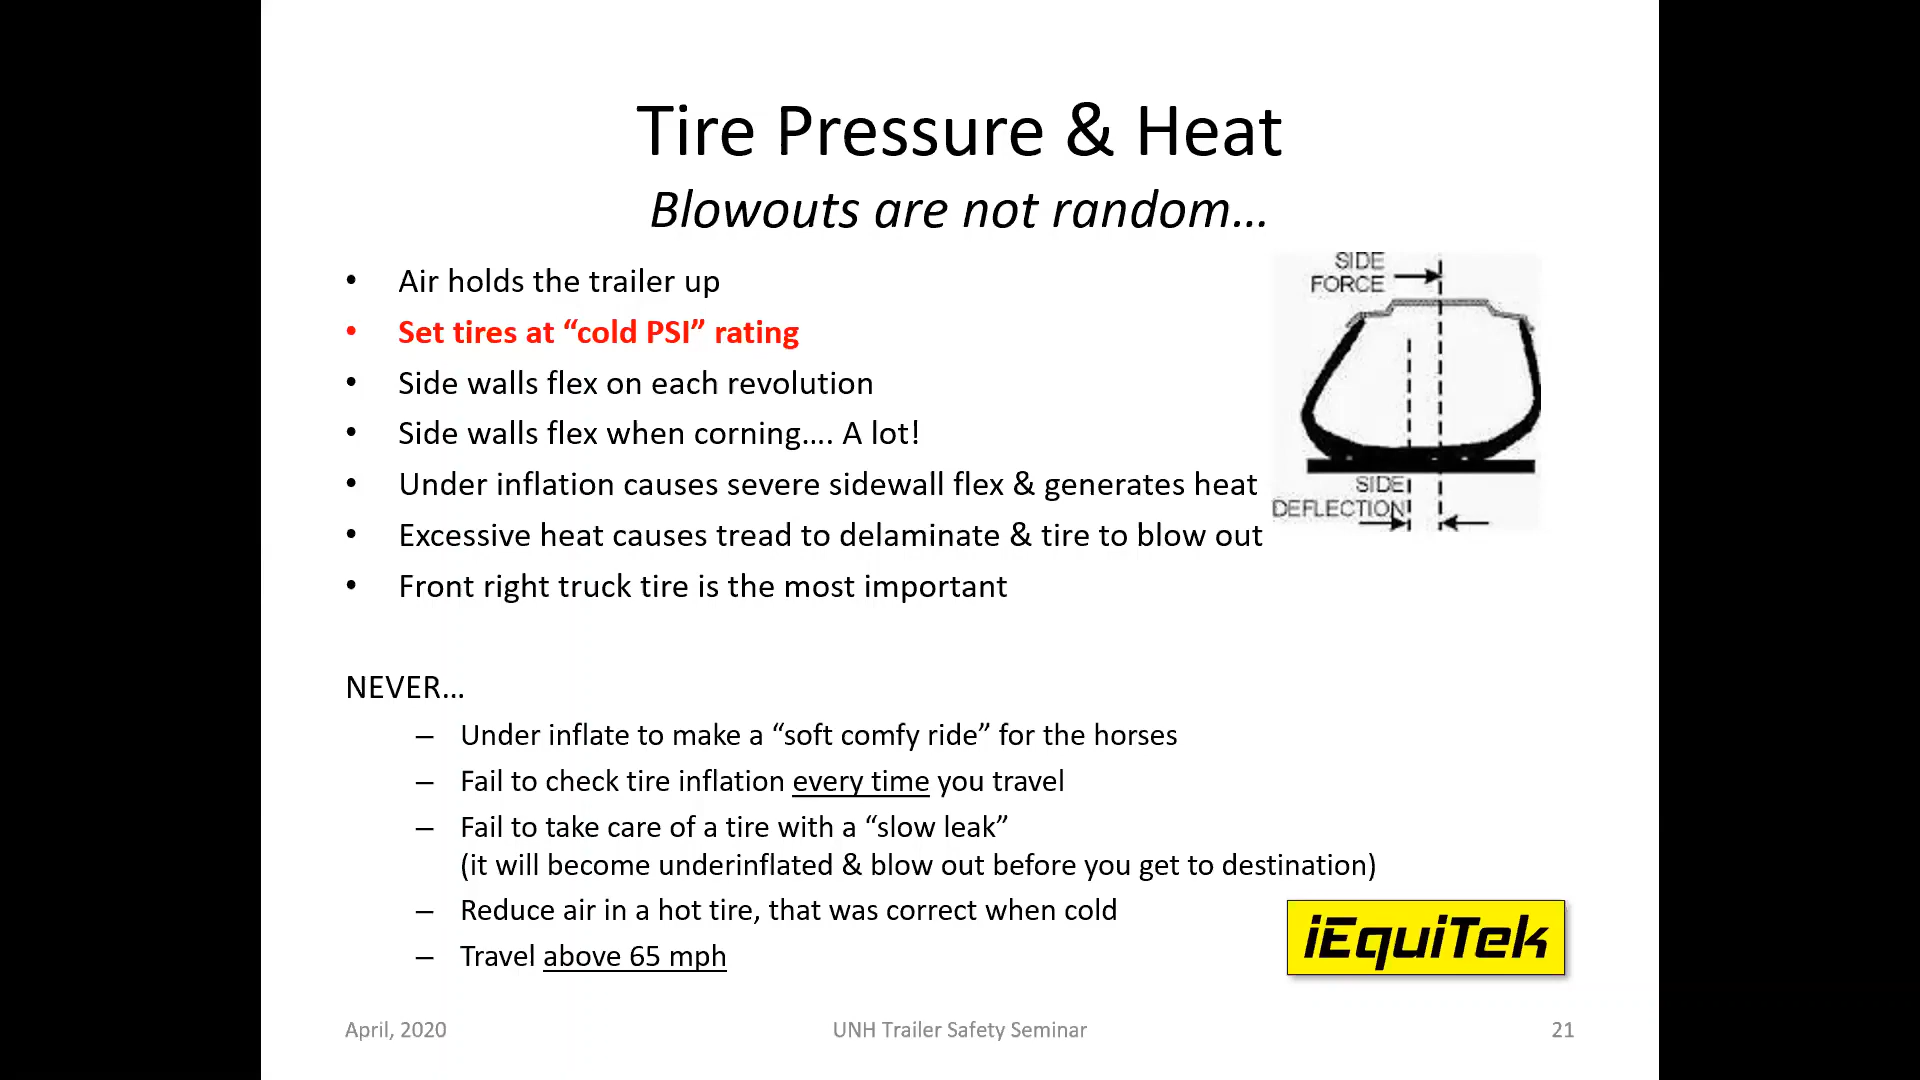 Tire Pressure & Heat
Blowouts are not random...
• Air holds the trailer up
• Set tires at “cold PSI” rating
• Side walls flex on each revolution
• Side walls flex when corning.... A lot!
• Under inflation causes severe sidewall flex & generates heat
• Excessive heat causes tread to delaminate & tire to blow out
• Front right truck tire is the most important
SIDE
FORCE
SIDE
DEFLECTION
NEVER...
– Under inflate to make a “soft comfy ride” for the horses
– Fail to check tire inflation every time you travel
– Fail to take care of a tire with a “slow leak”
(it will become underinflated & blow out before you get to destination)
– Reduce air in a hot tire, that was correct when cold
– Travel above 65 mph
iEquiTek
April, 2020
UNH Trailer Safety Seminar
21